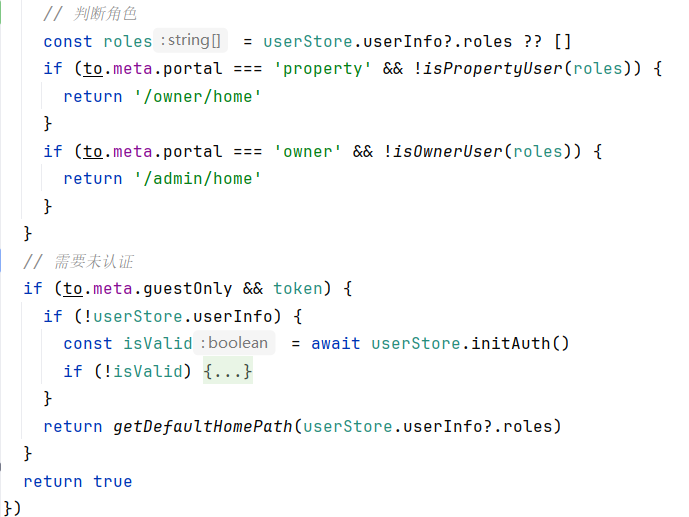 // 判断角色
const roles : string[] = userStore.userInfo?.roles ?? []
if (to.meta.portal === 'property' && !isPropertyUser(roles)) {
return '/owner/home'
}
if (to.meta.portal === 'owner' && !isOwnerUser(roles)) {
return '/admin/home'
}
}
// 需要未认证
if (to.meta.guestOnly && token) {
if (!userStore.userInfo) {
const isValid : boolean = await userStore.initAuth()
if (!isValid) {...}
}
return getDefaultHomePath(userStore.userInfo?.roles)
}
return true
})